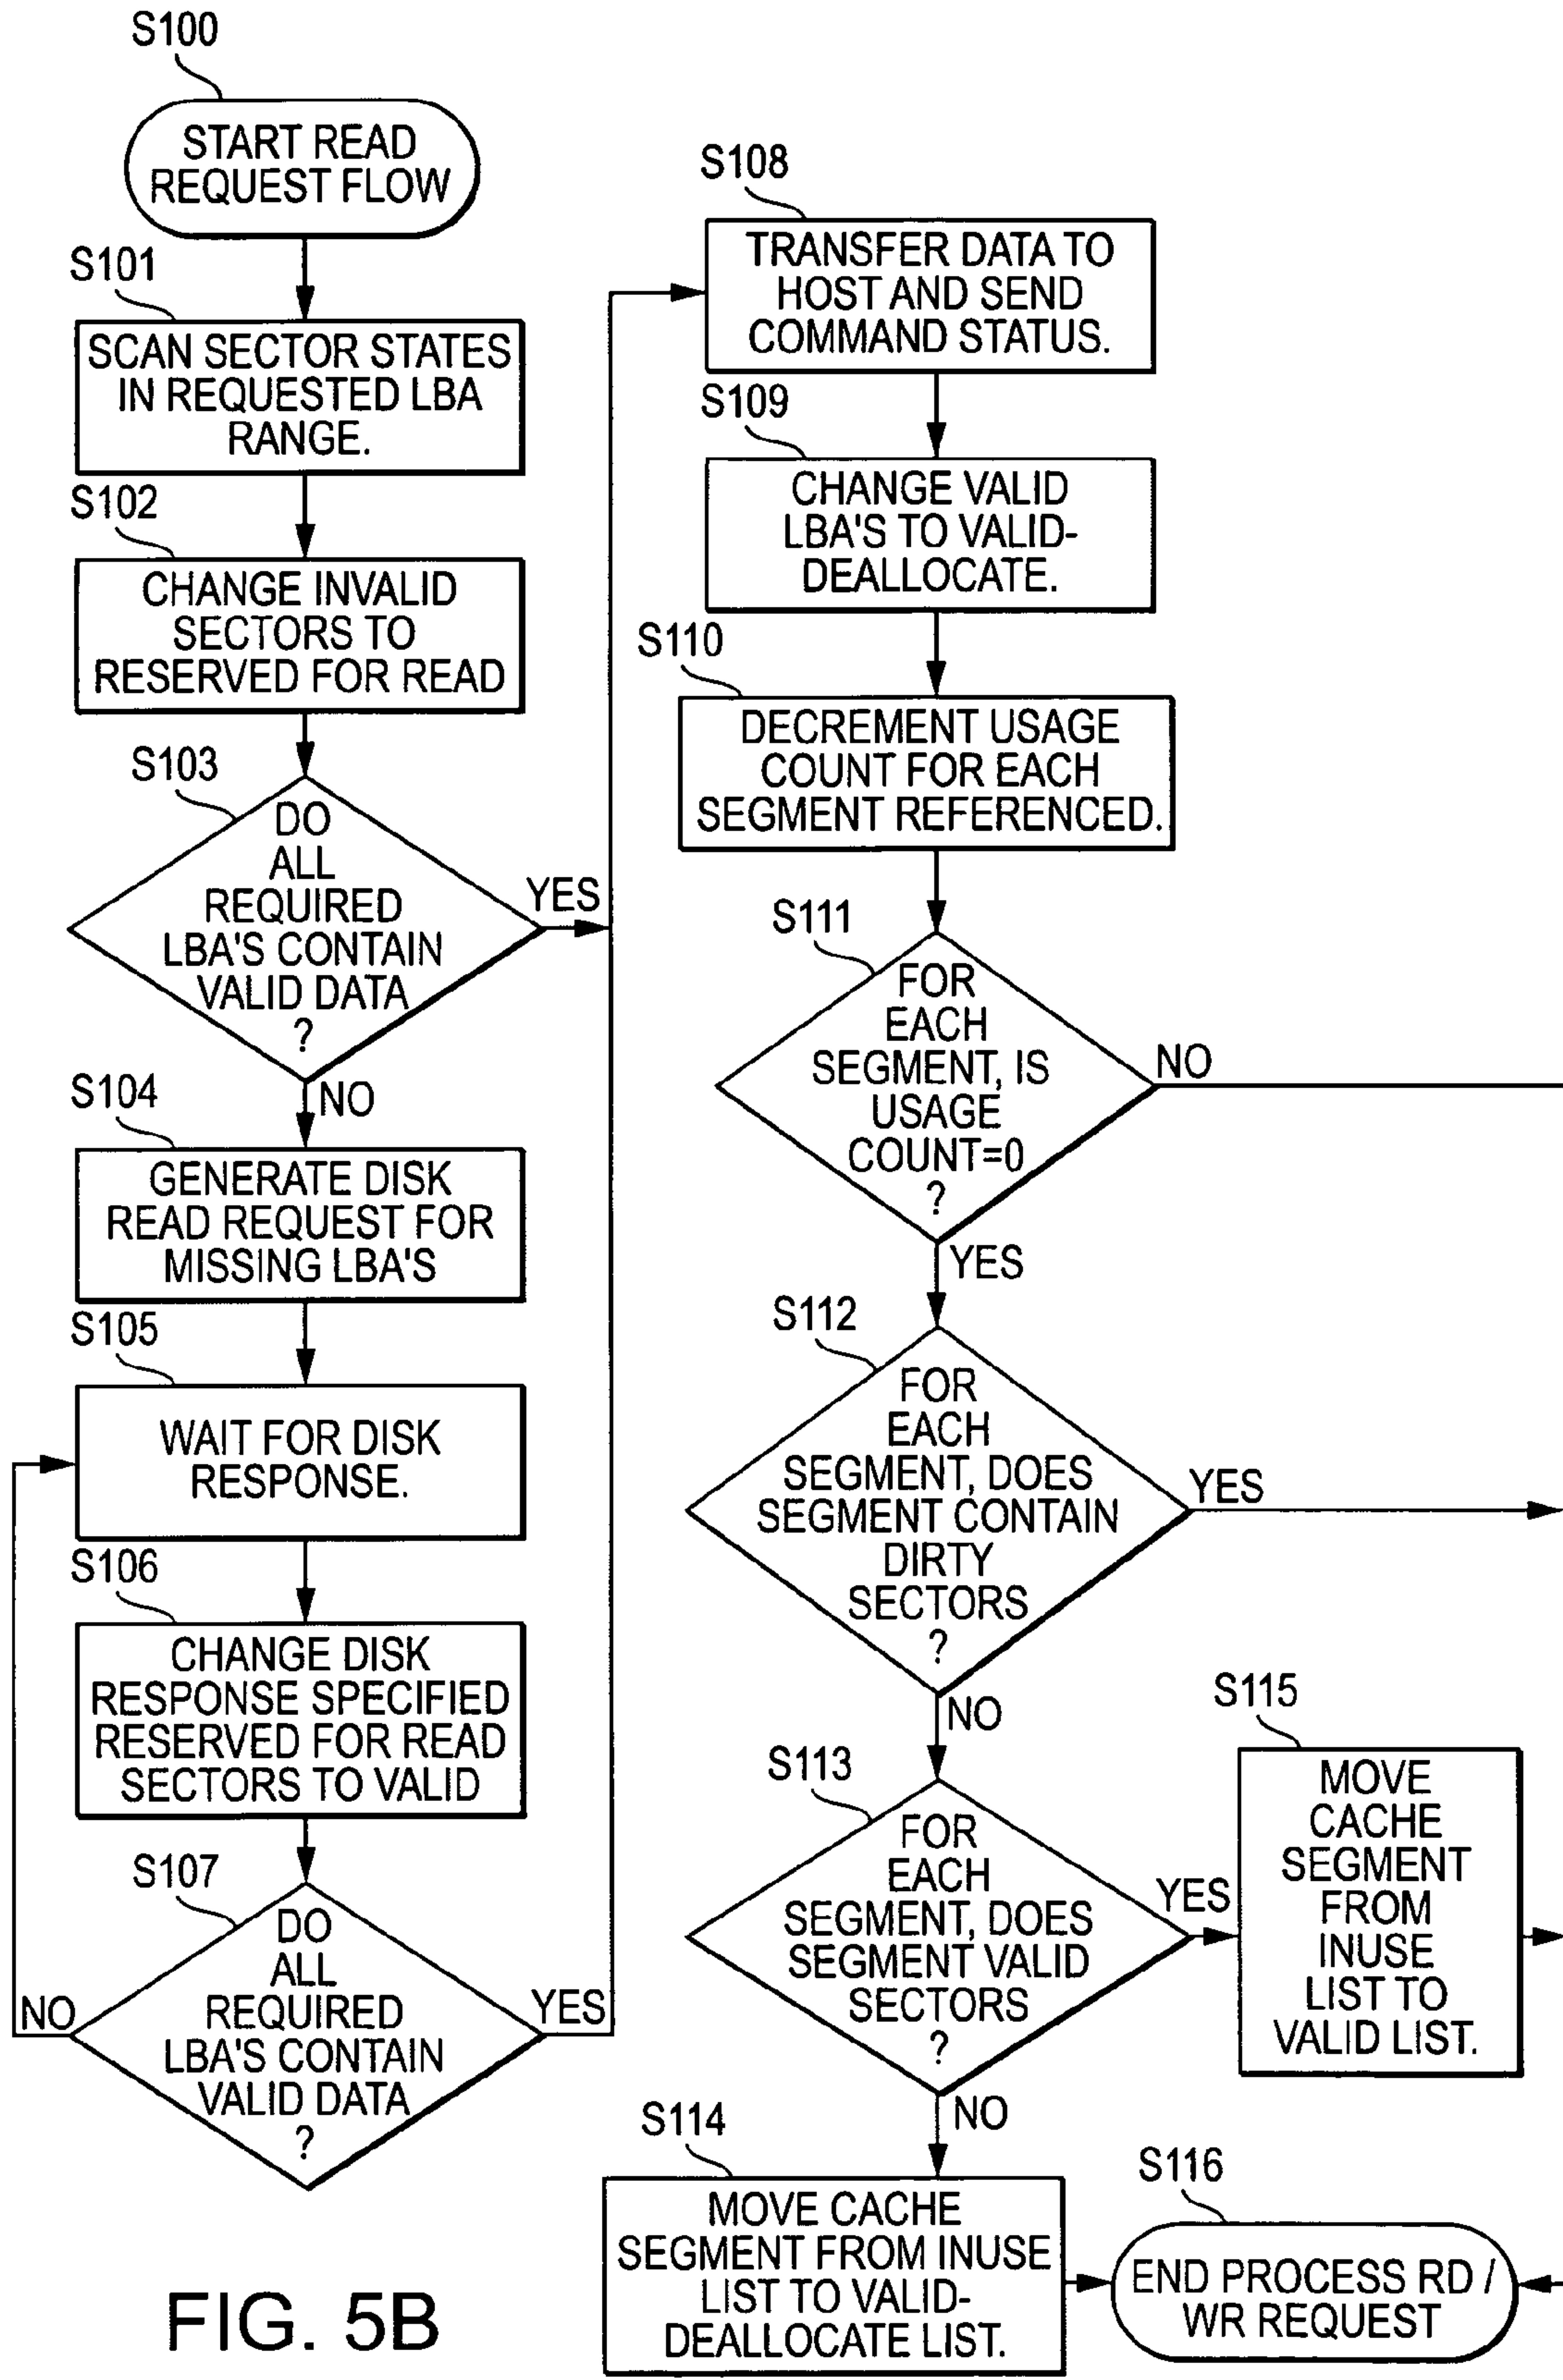 S100
START READ
REQUEST FLOW
S101
SCAN SECTOR STATES
IN REQUESTED LBA
RANGE.
S102
CHANGE INVALID
SECTORS TO
RESERVED FOR READ
S103
DO
ALL
REQUIRED
LBA'S CONTAIN
VALID DATA
?
YES
NO
S104
GENERATE DISK
READ REQUEST FOR
MISSING LBA'S
S105
WAIT FOR DISK
RESPONSE.
S106
CHANGE DISK
RESPONSE SPECIFIED
RESERVED FOR READ
SECTORS TO VALID
S107
DO
ALL
REQUIRED
LBA'S CONTAIN
VALID DATA
?
NO
YES
S108
TRANSFER DATA TO
HOST AND SEND
COMMAND STATUS.
S109
CHANGE VALID
LBA'S TO VALID-
DEALLOCATE.
S110
DECREMENT USAGE
COUNT FOR EACH
SEGMENT REFERENCED.
S111
FOR
EACH
SEGMENT, IS
USAGE
COUNT=0
?
NO
YES
S112
FOR
EACH
SEGMENT, DOES
SEGMENT CONTAIN
DIRTY
SECTORS
?
YES
NO
S113
FOR
EACH
SEGMENT, DOES
SEGMENT VALID
SECTORS
?
YES
NO
S115
MOVE
CACHE
SEGMENT
FROM
INUSE
LIST TO
VALID LIST.
S114
MOVE CACHE
SEGMENT FROM INUSE
LIST TO VALID-
DEALLOCATE LIST.
S116
END PROCESS RD /
WR REQUEST
FIG. 5B